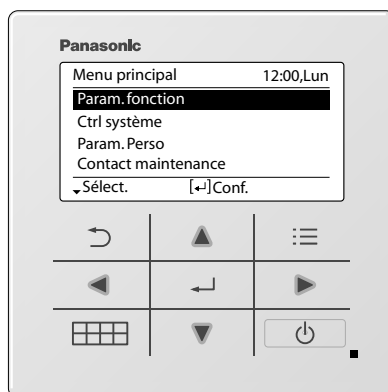 Panasonic
Menu principal 12:00,Lun
Param.fonction
Ctrl système
Param. Perso
Contact maintenance
Sélect. [↵]Conf.